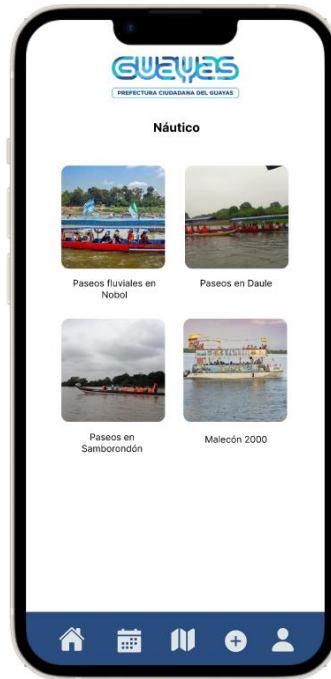 GUAYAS
PREFECTURA CIUDADANA DEL GUAYAS
Náutico
Paseos fluviales en
Nobol
Paseos en Daule
Paseos en
Samborondón
Malecón 2000